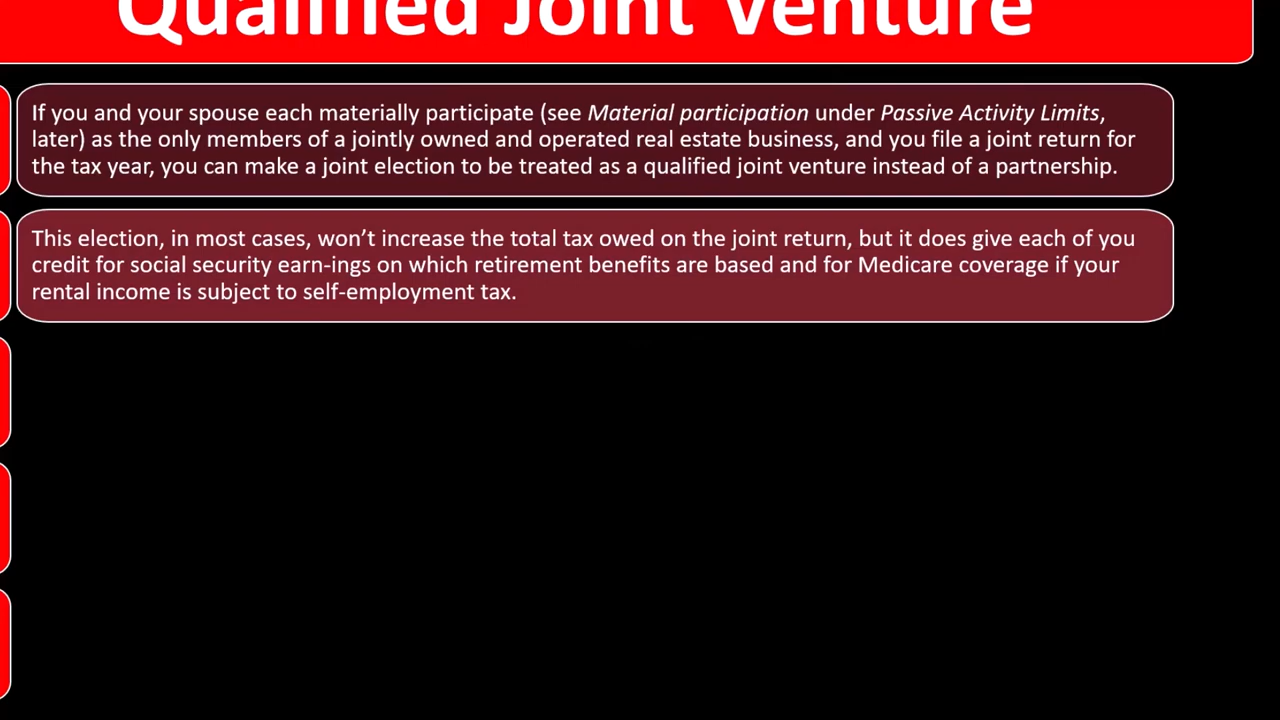 Qualified Joint Venture
If you and your spouse each materially participate (see Material participation under Passive Activity Limits,
later) as the only members of a jointly owned and operated real estate business, and you file a joint return for
the tax year, you can make a joint election to be treated as a qualified joint venture instead of a partnership.
This election, in most cases, won’t increase the total tax owed on the joint return, but it does give each of you
credit for social security earn-ings on which retirement benefits are based and for Medicare coverage if your
rental income is subject to self-employment tax.